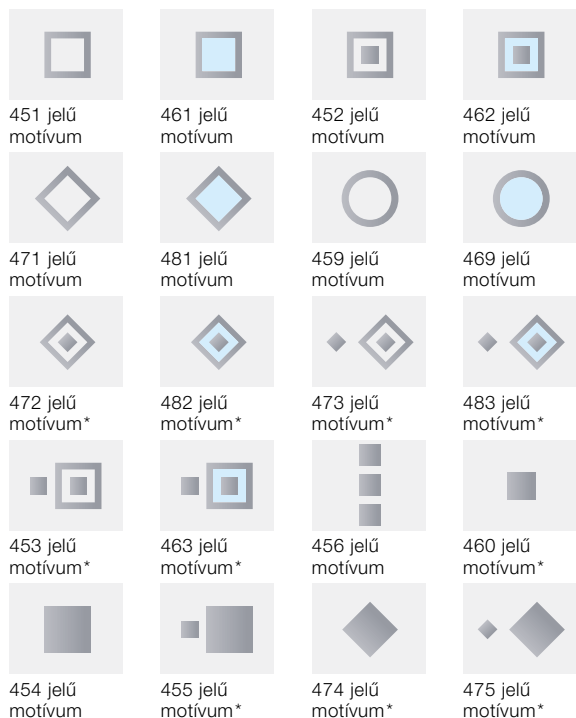 451 jelű
motívum
461 jelű
motívum
452 jelű
motívum
462 jelű
motívum
471 jelű
motívum
481 jelű
motívum
459 jelű
motívum
469 jelű
motívum
472 jelű
motívum*
482 jelű
motívum*
473 jelű
motívum*
483 jelű
motívum*
453 jelű
motívum*
463 jelű
motívum*
456 jelű
motívum
460 jelű
motívum*
454 jelű
motívum
455 jelű
motívum*
474 jelű
motívum*
475 jelű
motívum*